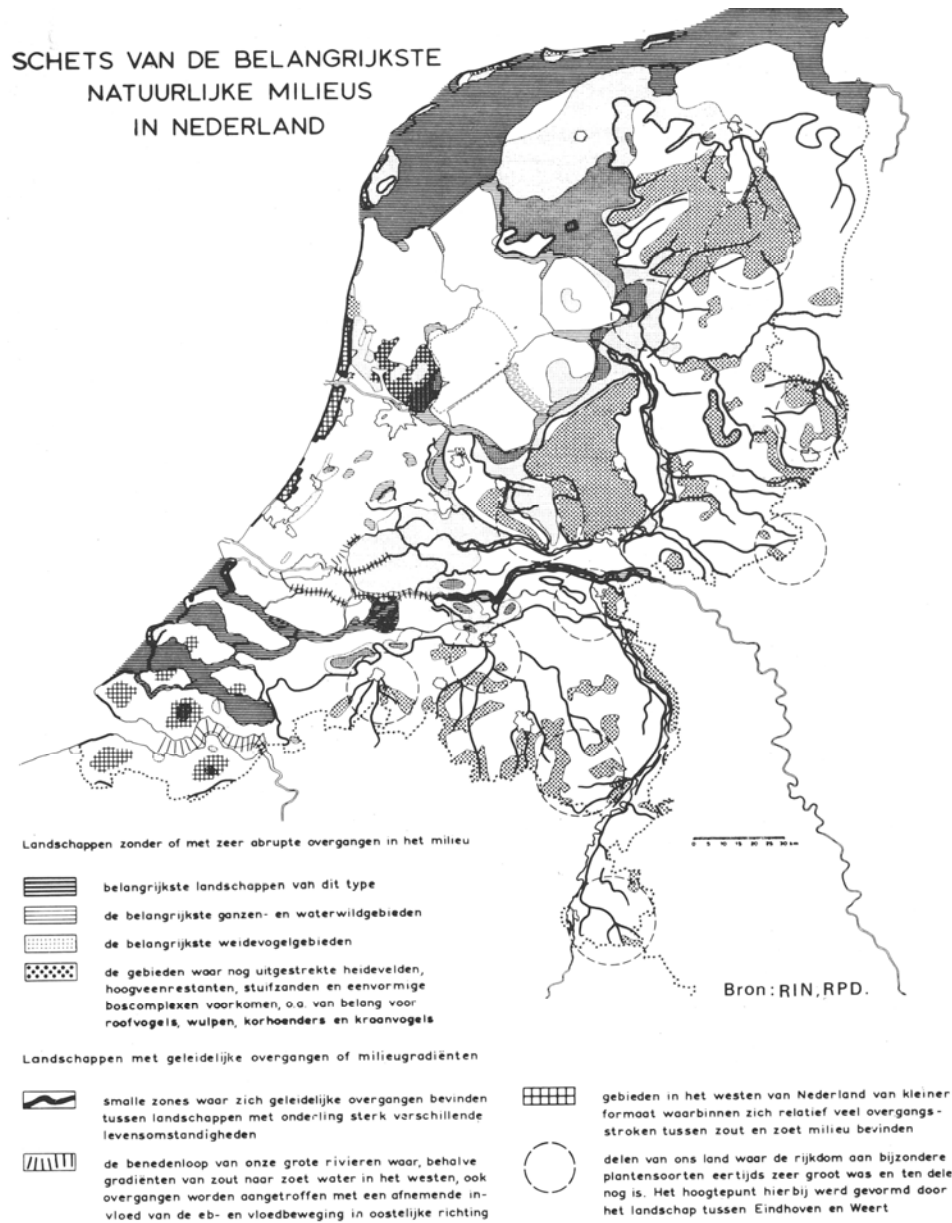 SCHETS VAN DE BELANGRIJKSTE
NATUURLIJKE MILIEUS
IN NEDERLAND
0 5 10 15 20 25 30 km
Bron: RIN, RPD.
Landschappen zonder of met zeer abrupte overgangen in het milieu
belangrijkste landschappen van dit type
de belangrijkste ganzen- en waterwildgebieden
de belangrijkste weidevogelgebieden
de gebieden waar nog uitgestrekte heidevelden,
hoogveenrestanten, stuifzanden en eenvormige
boscomplexen voorkomen, o.a. van belang voor
roofvogels, wulpen, korhoenders en kraanvogels
Landschappen met geleidelijke overgangen of milieugradiënten
smalle zones waar zich geleidelijke overgangen bevinden
tussen landschappen met onderling sterk verschillende
levensomstandigheden
de benedenloop van onze grote rivieren waar, behalve
gradiënten van zout naar zoet water in het westen, ook
overgangen worden aangetroffen met een afnemende in-
vloed van de eb- en vloedbeweging in oostelijke richting
gebieden in het westen van Nederland van kleiner
formaat waarbinnen zich relatief veel overgangs-
stroken tussen zout en zoet milieu bevinden
delen van ons land waar de rijkdom aan bijzondere
plantensoorten eertijds zeer groot was en ten dele
nog is. Het hoogtepunt hierbij werd gevormd door
het landschap tussen Eindhoven en Weert